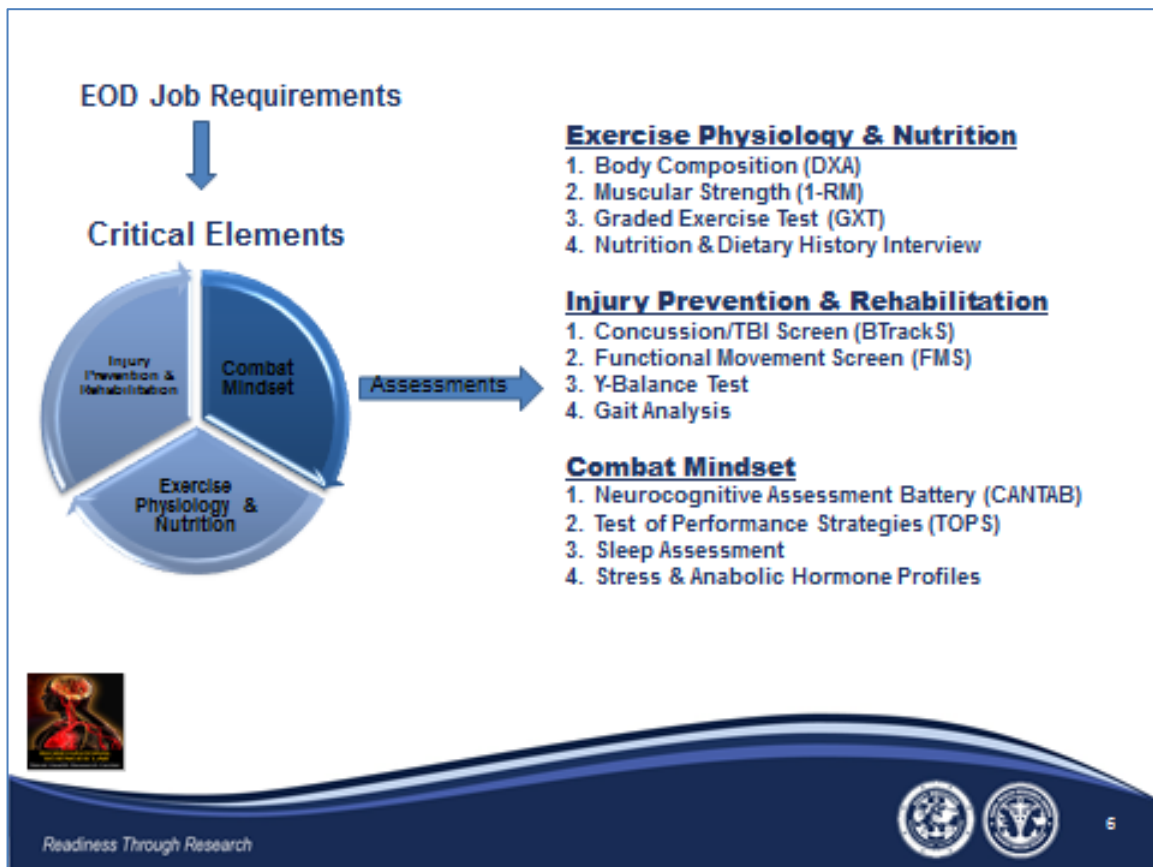 EOD Job Requirements
Critical Elements
Injury
Prevention &
Rehabilitation
Combat
Mindset
Exercise
Physiology &
Nutrition
Assessments
Exercise Physiology & Nutrition
1. Body Composition (DXA)
2. Muscular Strength (1-RM)
3. Graded Exercise Test (GXT)
4. Nutrition & Dietary History Interview
Injury Prevention & Rehabilitation
1. Concussion/TBI Screen (BTrackS)
2. Functional Movement Screen (FMS)
3. Y-Balance Test
4. Gait Analysis
Combat Mindset
1. Neurocognitive Assessment Battery (CANTAB)
2. Test of Performance Strategies (TOPS)
3. Sleep Assessment
4. Stress & Anabolic Hormone Profiles
Readiness Through Research
6